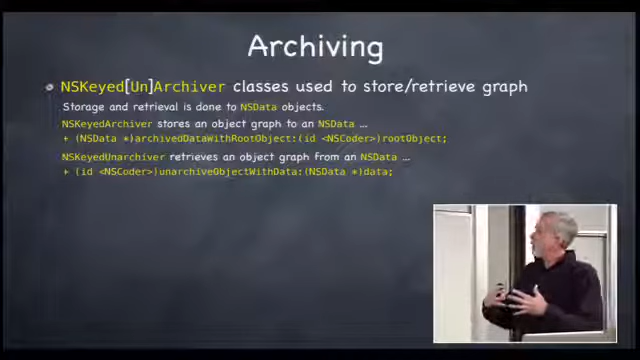 Archiving
NSKeyed[Un]Archiver classes used to store/retrieve graph
Storage and retrieval is done to NSData objects.
NSKeyedArchiver stores an object graph to an NSData ...
+ (NSData *)archivedDataWithRootObject:(id <NSCoder>)rootObject;
NSKeyedUnarchiver retrieves an object graph from an NSData ...
+ (id <NSCoder>)unarchiveObjectWithData:(NSData *)data;